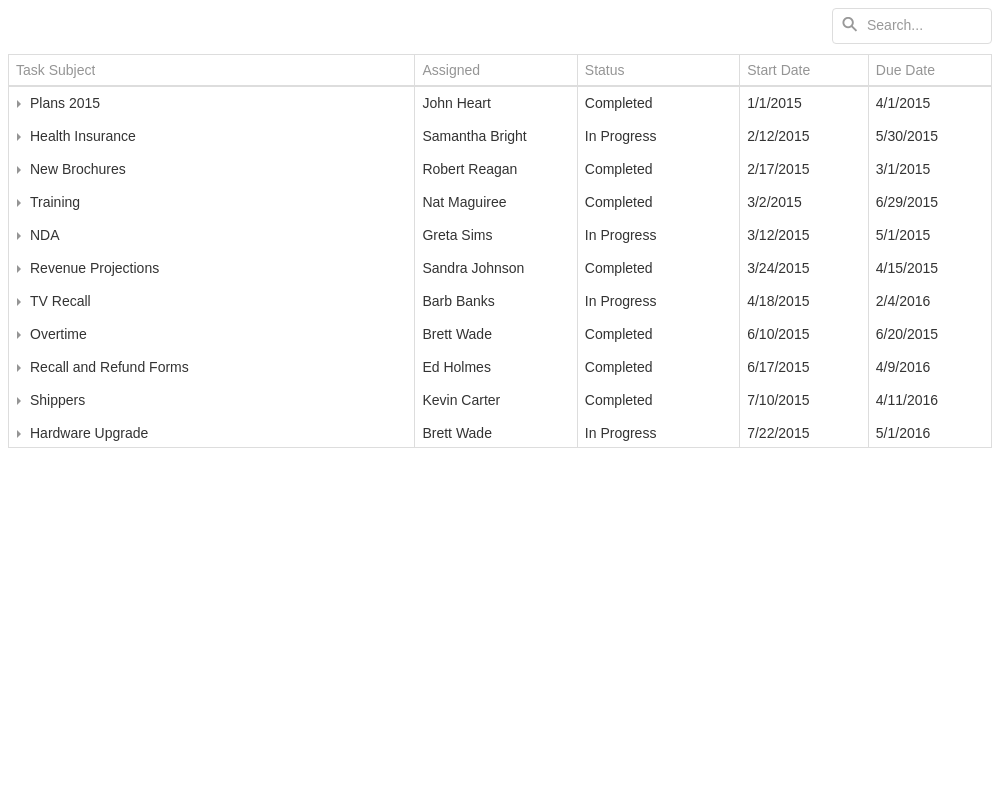 Search...
Task Subject Assigned Status Start Date Due Date
Plans 2015 John Heart Completed 1/1/2015 4/1/2015
Health Insurance Samantha Bright In Progress 2/12/2015 5/30/2015
New Brochures Robert Reagan Completed 2/17/2015 3/1/2015
Training Nat Maguiree Completed 3/2/2015 6/29/2015
NDA Greta Sims In Progress 3/12/2015 5/1/2015
Revenue Projections Sandra Johnson Completed 3/24/2015 4/15/2015
TV Recall Barb Banks In Progress 4/18/2015 2/4/2016
Overtime Brett Wade Completed 6/10/2015 6/20/2015
Recall and Refund Forms Ed Holmes Completed 6/17/2015 4/9/2016
Shippers Kevin Carter Completed 7/10/2015 4/11/2016
Hardware Upgrade Brett Wade In Progress 7/22/2015 5/1/2016